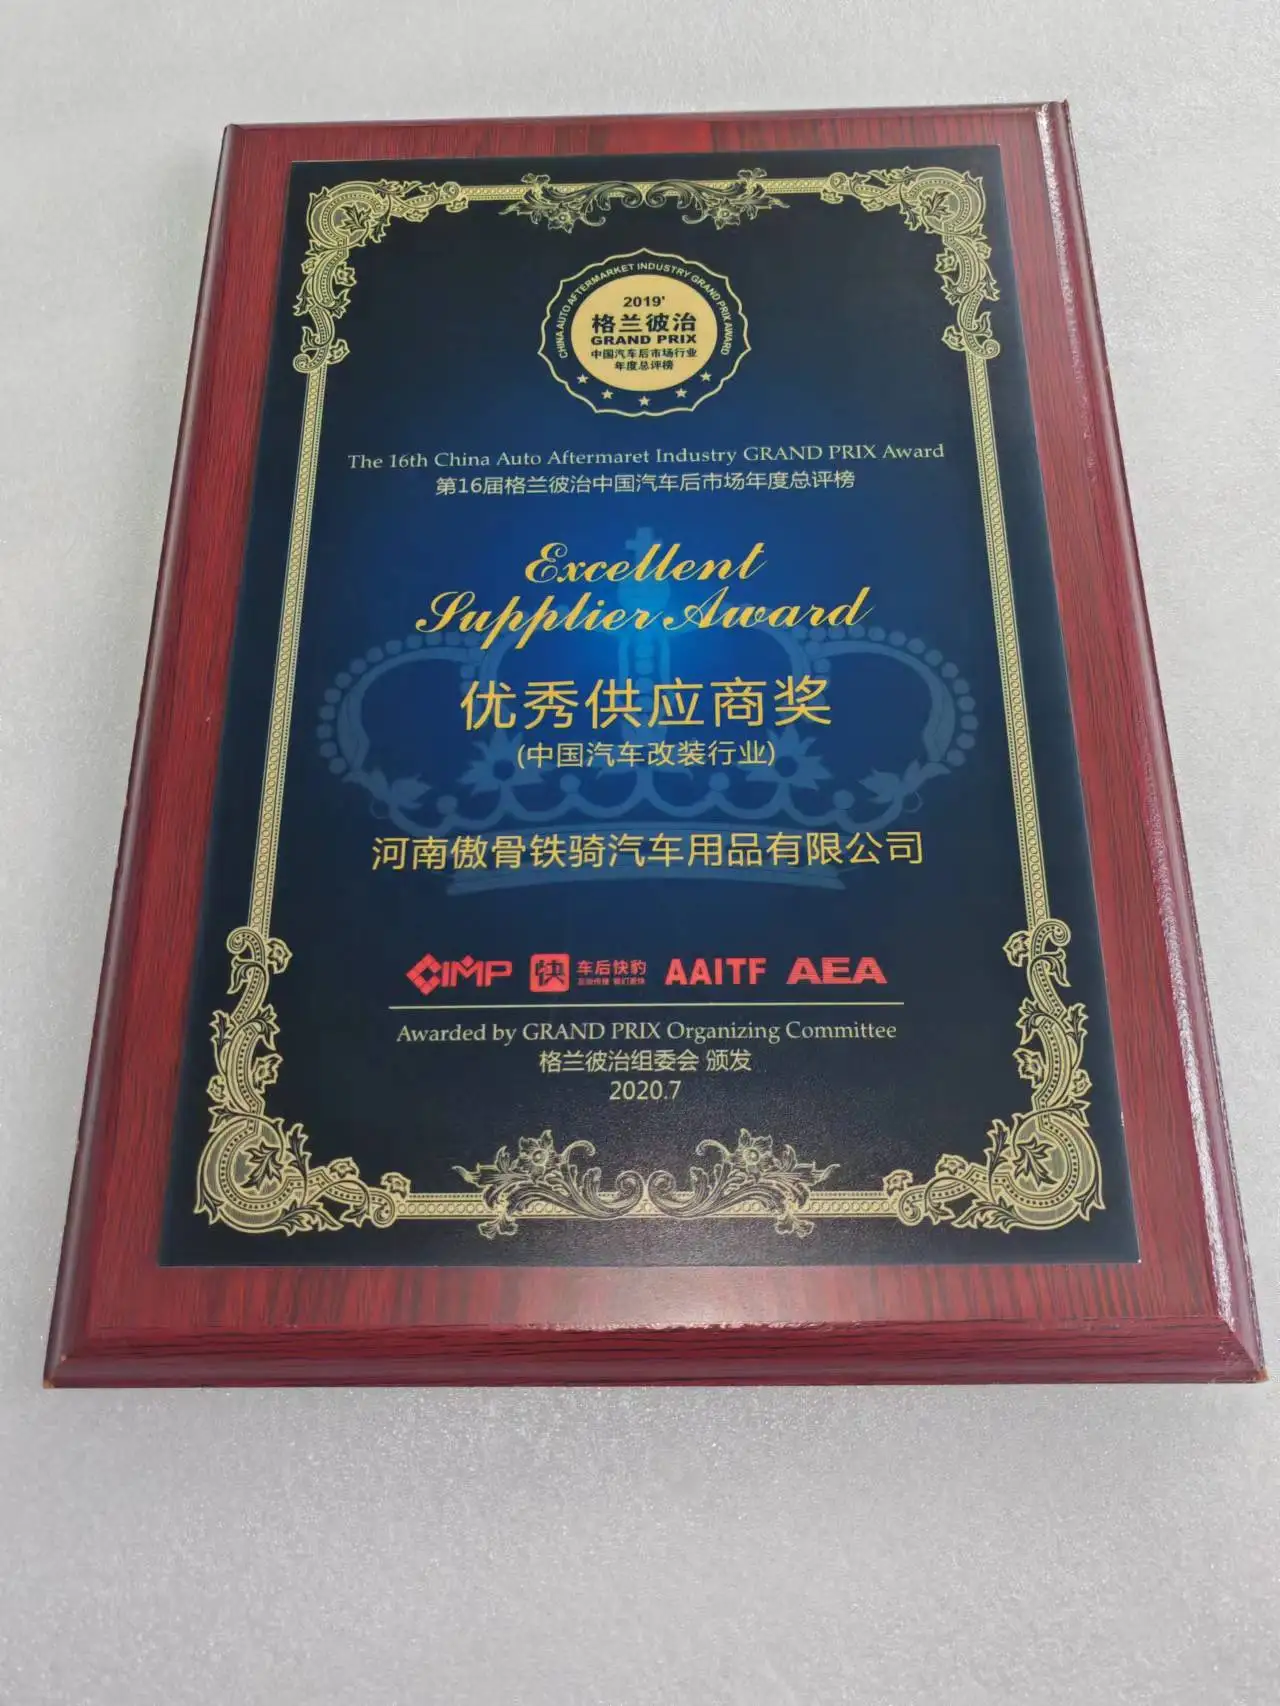 CHINA AUTO AFTERMARKET INDUSTRY GRAND PRIX AWARD
2019'
格兰彼治
GRAND PRIX
中国汽车后市场行业
年度总评榜
The 16th China Auto Aftermaret Industry GRAND PRIX Award
第16届格兰彼治中国汽车后市场年度总评榜
Excellent
Supplier Award
优秀供应商奖
(中国汽车改装行业)
河南傲骨铁骑汽车用品有限公司
CIMP 快 车后快豹 AAITF AEA
Awarded by GRAND PRIX Organizing Committee
格兰彼治组委会 颁发
2020.7